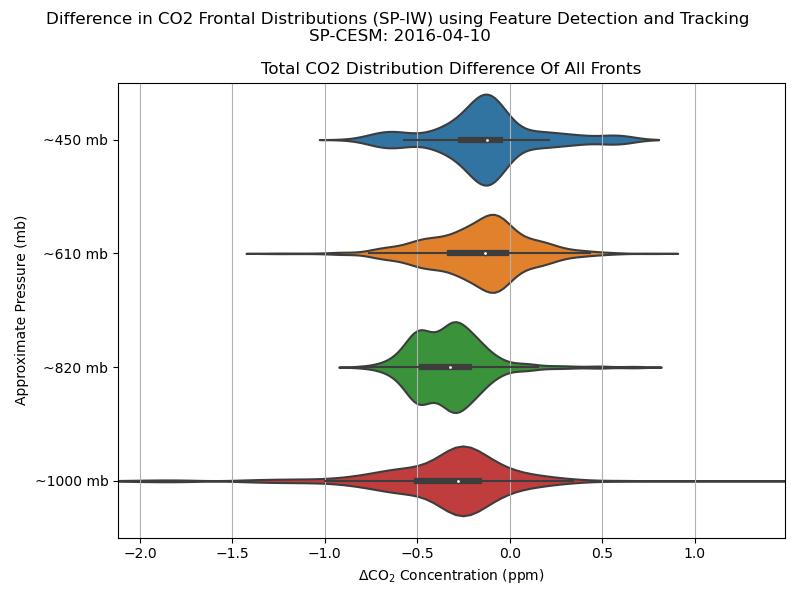 Difference in CO2 Frontal Distributions (SP-IW) using Feature Detection and Tracking
SP-CESM: 2016-04-10
Total CO2 Distribution Difference Of All Fronts
Approximate Pressure (mb)
~450 mb
~610 mb
~820 mb
~1000 mb
−2.0 −1.5 −1.0 −0.5 0.0 0.5 1.0
ΔCO₂ Concentration (ppm)